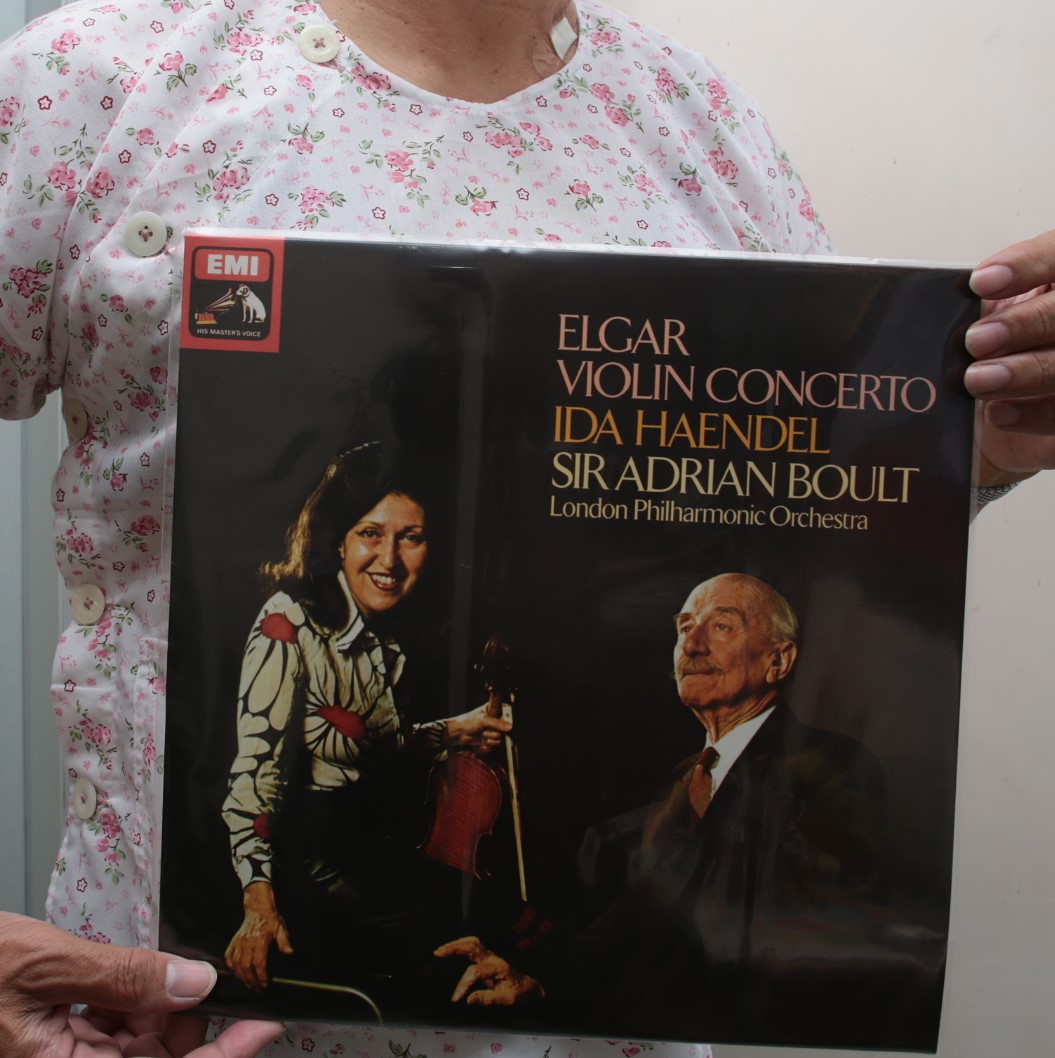 EMI
HIS MASTER'S VOICE
ELGAR
VIOLIN CONCERTO
IDA HAENDEL
SIR ADRIAN BOULT
London Philharmonic Orchestra